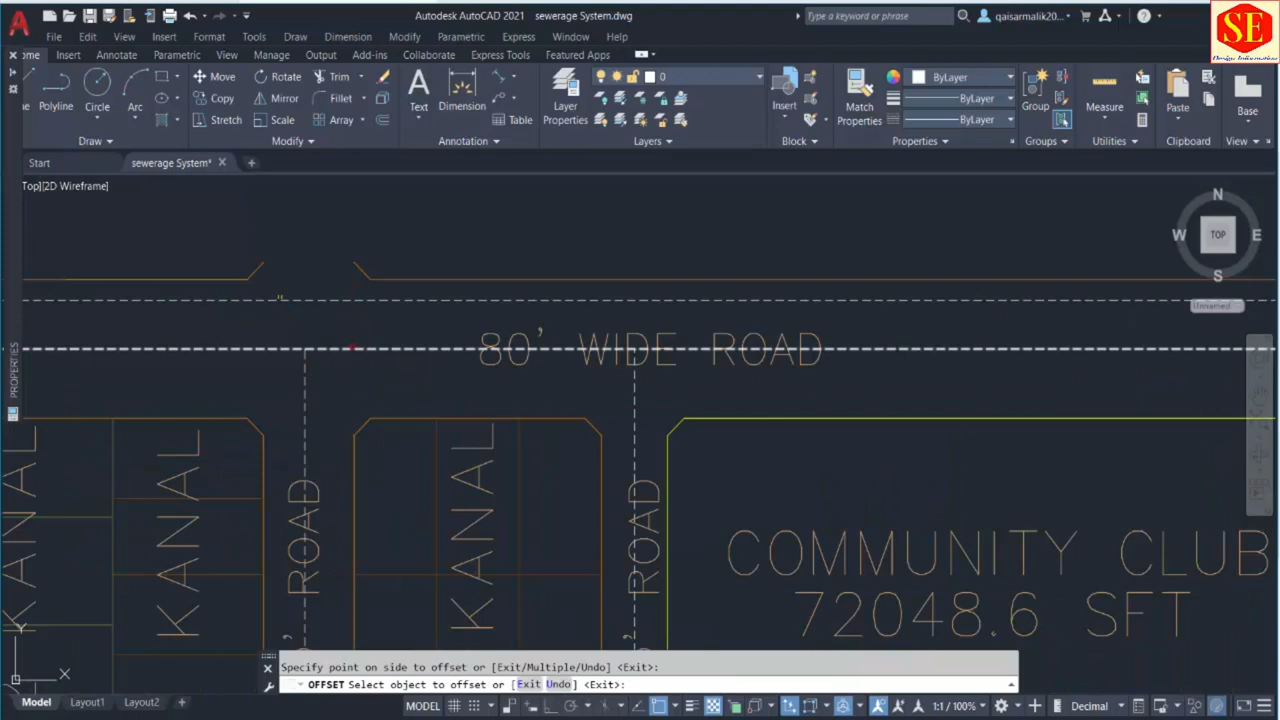 Autodesk AutoCAD 2021 sewerage System.dwg
Type a keyword or phrase
qaisarmalik20...
SE
Design Information
File Edit View Insert Format Tools Draw Dimension Modify Parametric Express Window Help
ome Insert Annotate Parametric View Manage Output Add-ins Collaborate Express Tools Featured Apps
Move Rotate Trim
0
ByLayer
ne Polyline Circle Arc
Copy Mirror Fillet
Text Dimension
Layer Properties
Insert
Match Properties
ByLayer
Group Measure Paste Base
Stretch Scale Array
Table
ByLayer
Draw Modify Annotation Layers Block Properties Groups Utilities Clipboard View
Start sewerage System*
Top][2D Wireframe]
N
W TOP E
S
Unnamed
PROPERTIES
80' WIDE ROAD
KANAL
KANAL
' ROAD
KANAL
' ROAD
COMMUNITY CLUB
72048.6 SFT
Y
X
Specify point on side to offset or [Exit/Multiple/Undo] <Exit>:
OFFSET Select object to offset or [Exit Undo] <Exit>:
Model Layout1 Layout2
MODEL 1:1 / 100% Decimal